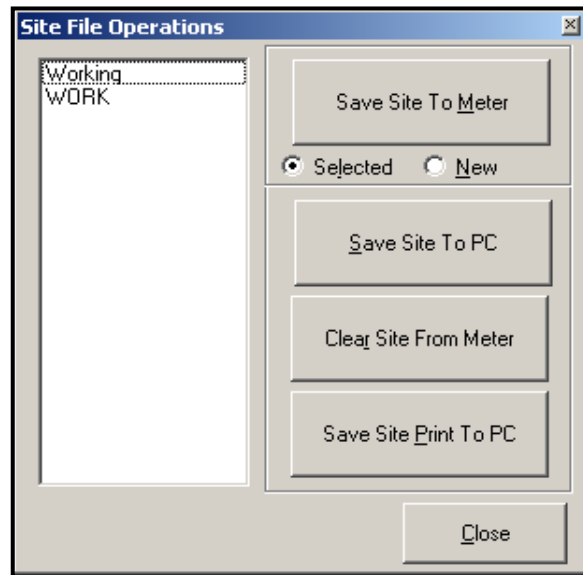 Site File Operations
Working
WORK
Save Site To Meter
Selected
New
Save Site To PC
Clear Site From Meter
Save Site Print To PC
Close